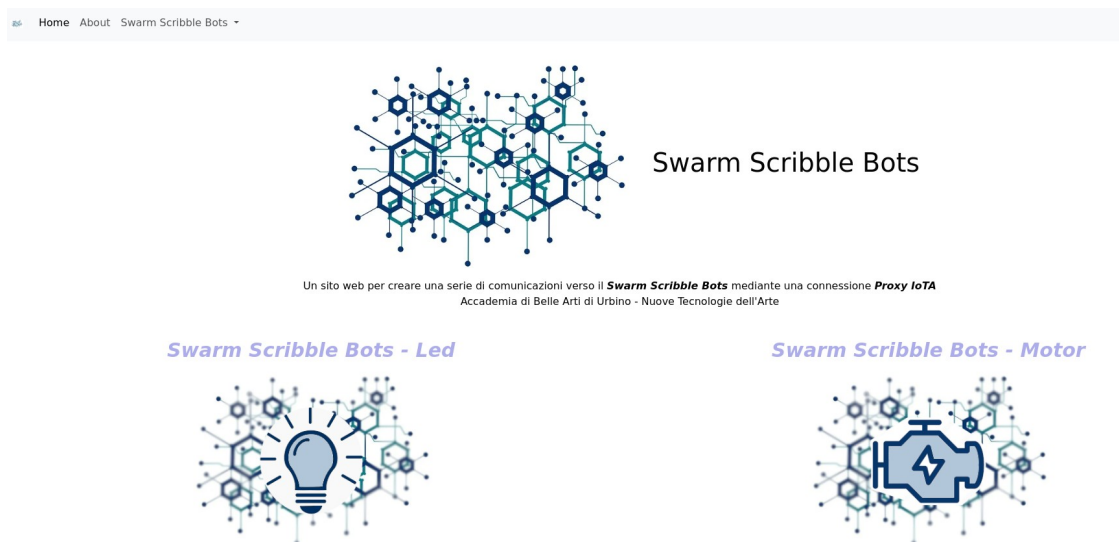 Home About Swarm Scribble Bots
Swarm Scribble Bots
Un sito web per creare una serie di comunicazioni verso il Swarm Scribble Bots mediante una connessione Proxy IoTA
Accademia di Belle Arti di Urbino - Nuove Tecnologie dell'Arte
Swarm Scribble Bots - Led
Swarm Scribble Bots - Motor